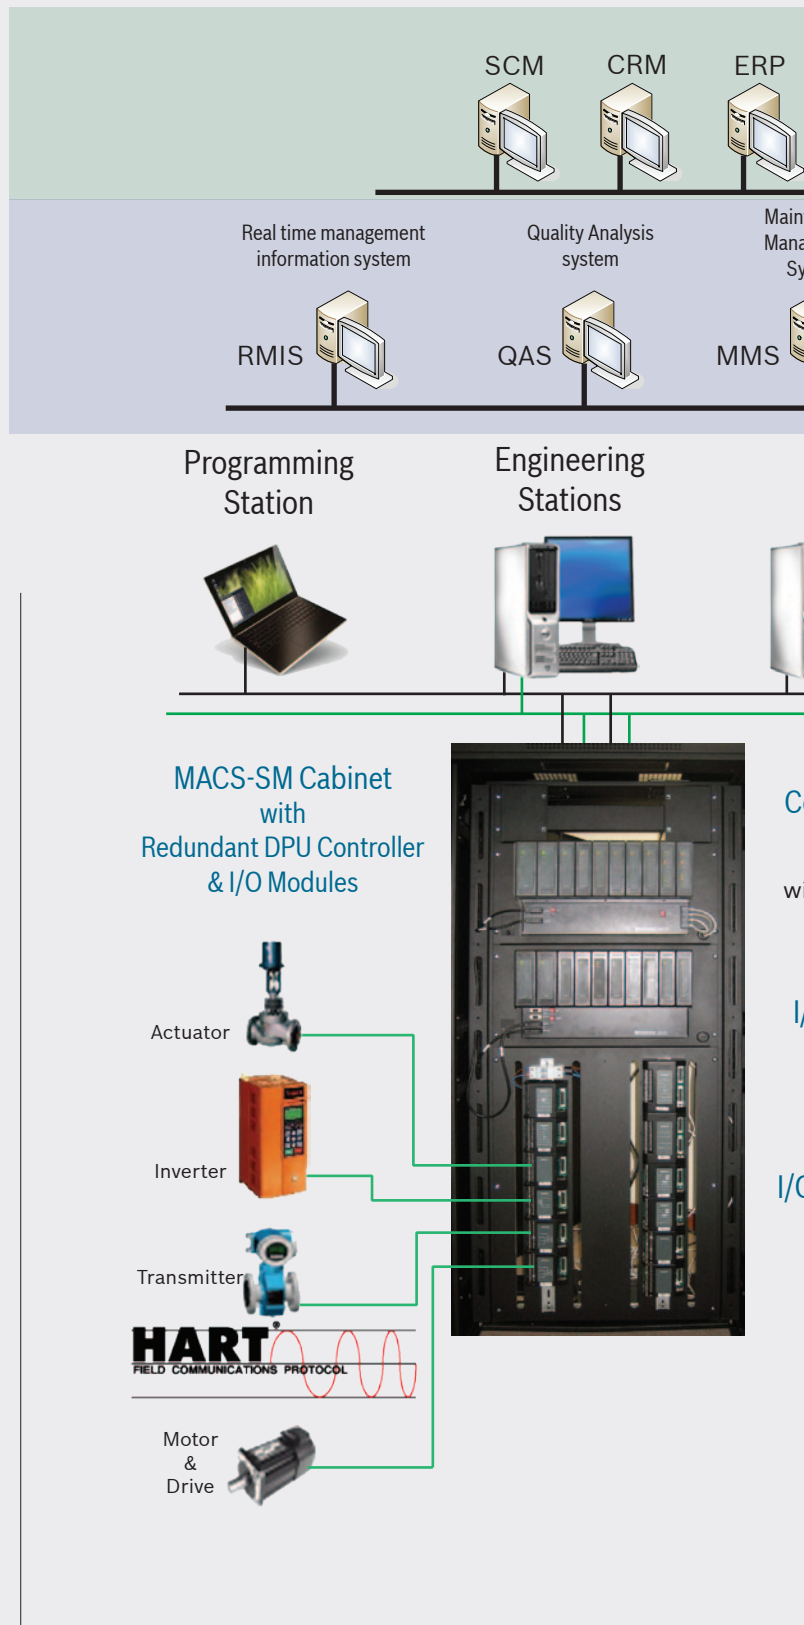 SCM
CRM
ERP
Real time management
information system
Quality Analysis
system
RMIS
QAS
MMS
Programming
Station
Engineering
Stations
MACS-SM Cabinet
with
Redundant DPU Controller
& I/O Modules
Actuator
Inverter
Transmitter
HART®
FIELD COMMUNICATIONS PROTOCOL
Motor
&
Drive